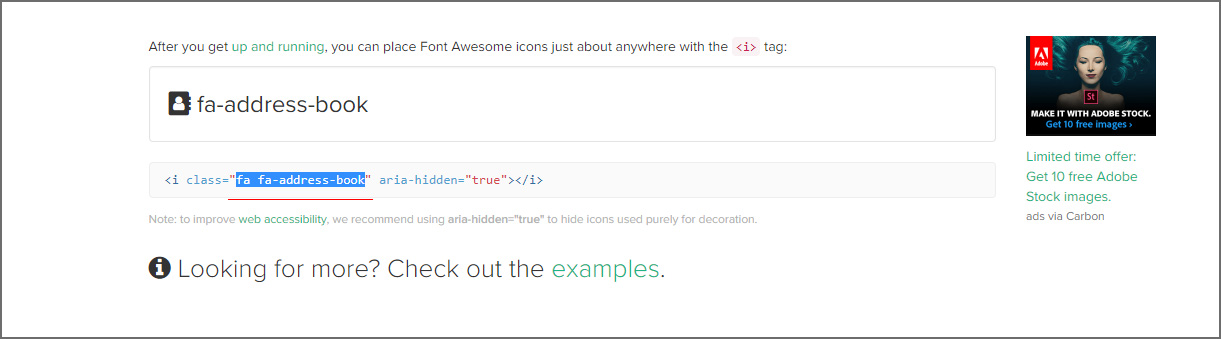 After you get up and running, you can place Font Awesome icons just about anywhere with the <i> tag:
fa-address-book
<i class="fa fa-address-book" aria-hidden="true"></i>
Note: to improve web accessibility, we recommend using aria-hidden="true" to hide icons used purely for decoration.
Looking for more? Check out the examples.
Adobe
St
MAKE IT WITH ADOBE STOCK.
Get 10 free images ›
Limited time offer:
Get 10 free Adobe
Stock images.
ads via Carbon